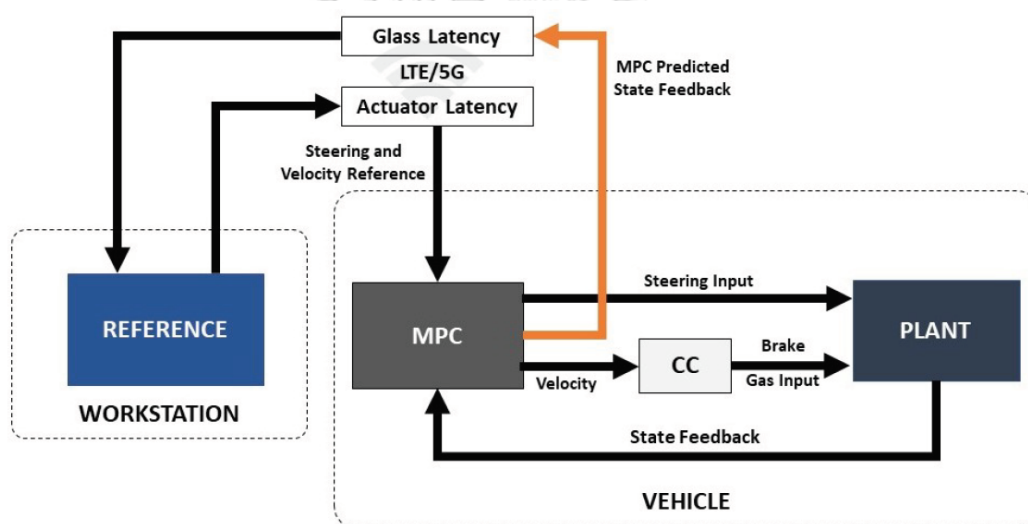 Glass Latency
LTE/5G
Actuator Latency
MPC Predicted
State Feedback
Steering and
Velocity Reference
REFERENCE
WORKSTATION
MPC
Steering Input
Velocity
CC
Brake
Gas Input
PLANT
State Feedback
VEHICLE